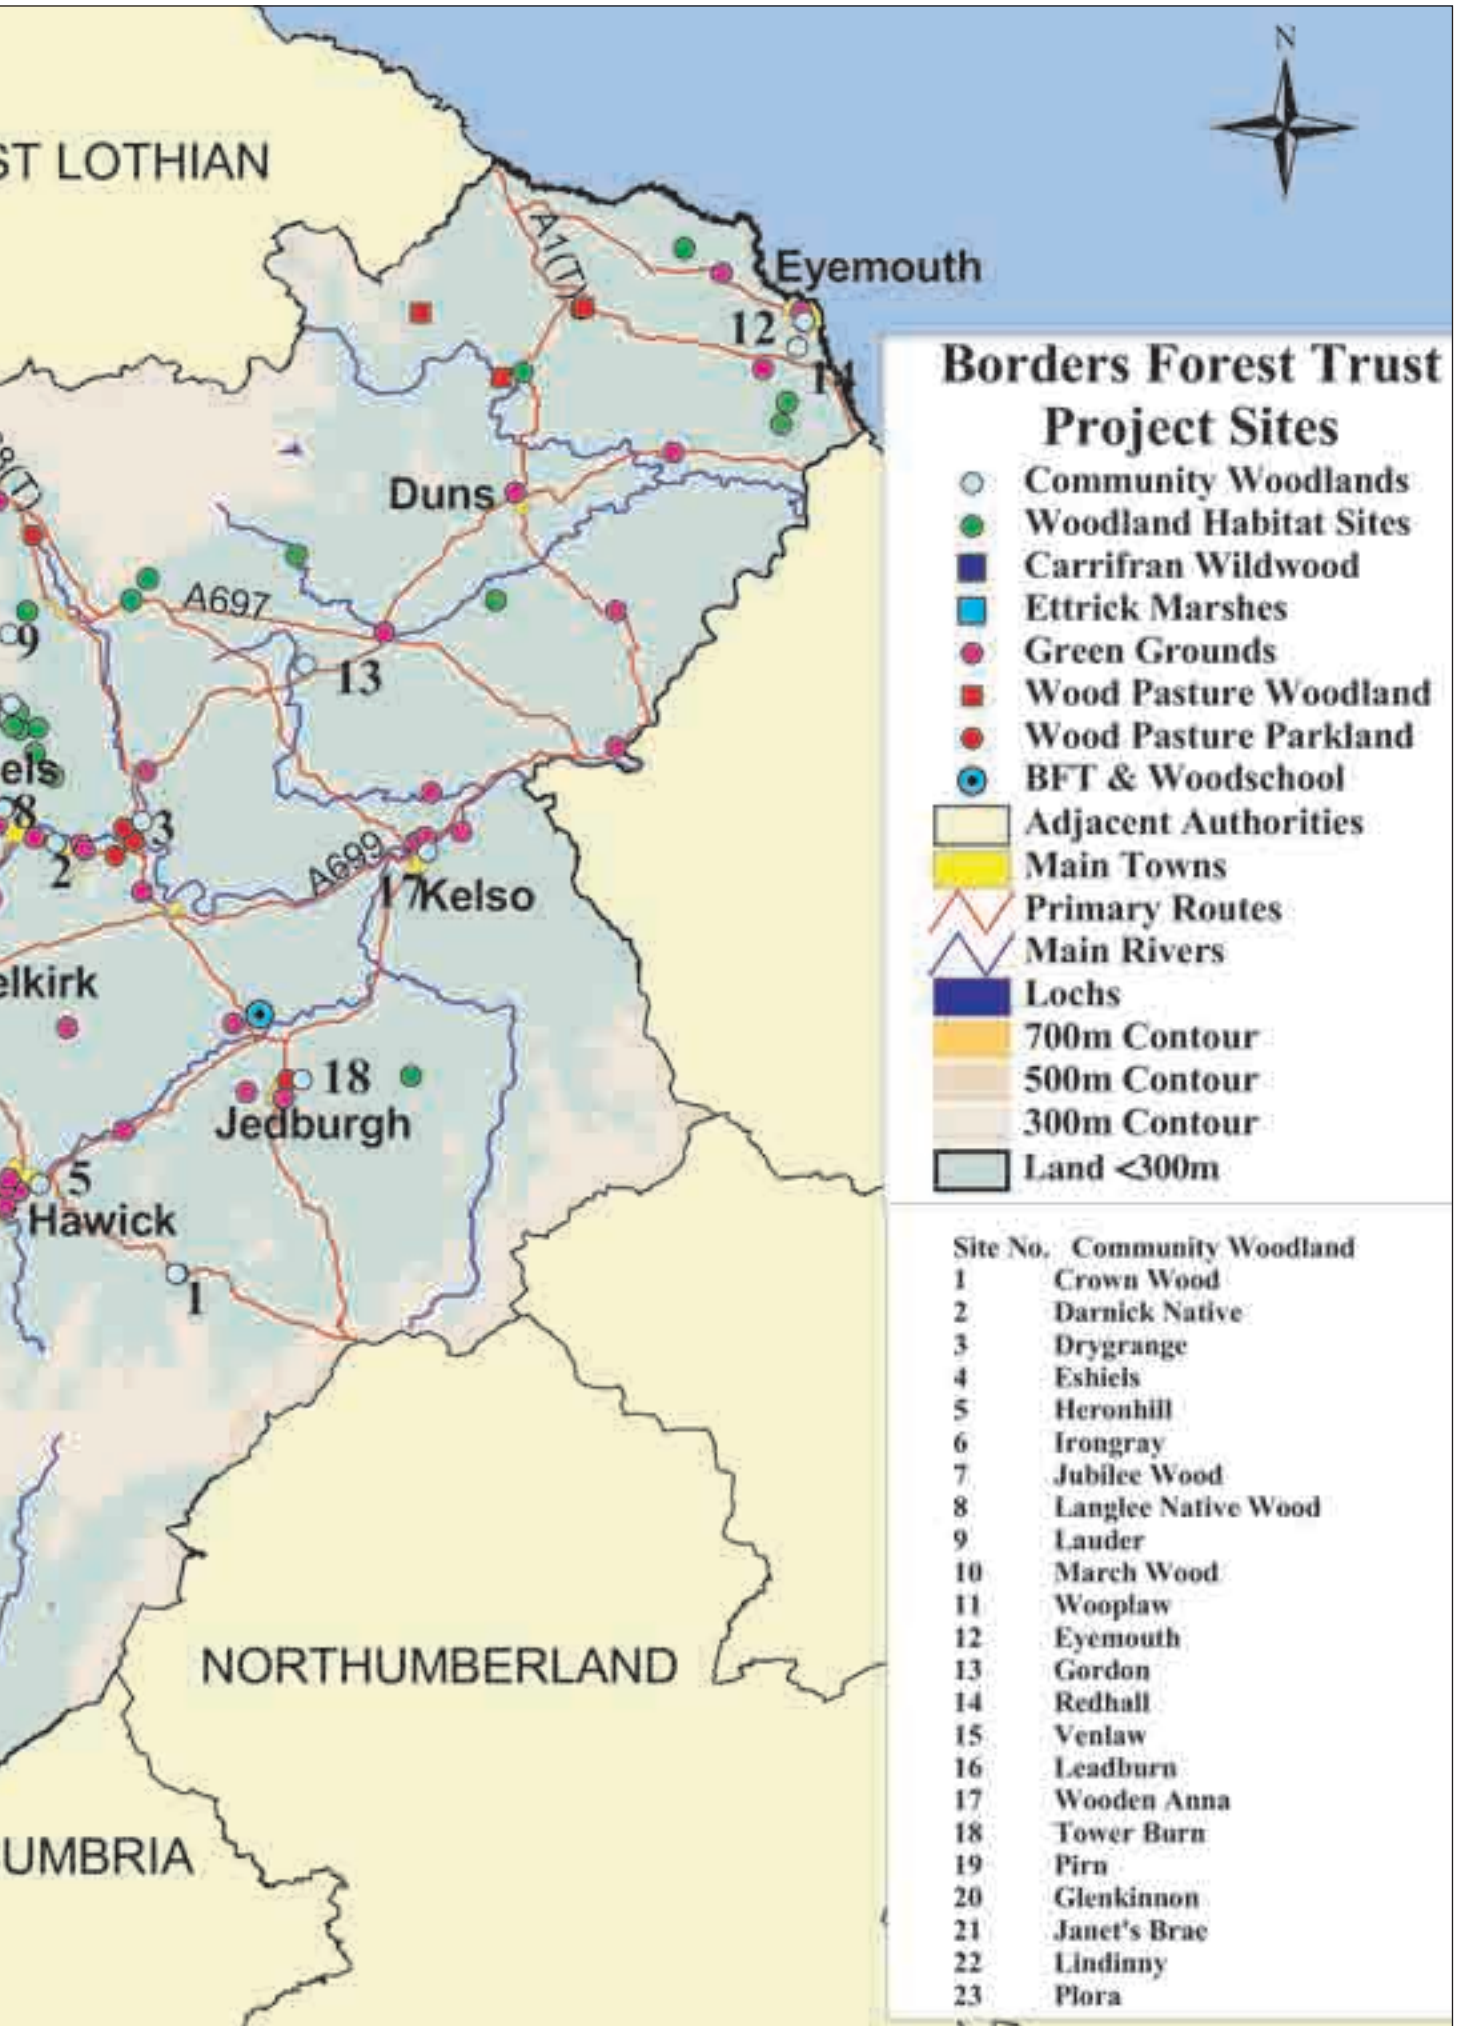 N
ST LOTHIAN
A1(T)
Eyemouth
12
14
8(T)
Duns
A697
9
13
els
8
3
2
A699
17
Kelso
elkirk
18
Jedburgh
5
Hawick
1
NORTHUMBERLAND
UMBRIA
Borders Forest Trust
Project Sites
Community Woodlands
Woodland Habitat Sites
Carrifran Wildwood
Ettrick Marshes
Green Grounds
Wood Pasture Woodland
Wood Pasture Parkland
BFT & Woodschool
Adjacent Authorities
Main Towns
Primary Routes
Main Rivers
Lochs
700m Contour
500m Contour
300m Contour
Land <300m
Site No. Community Woodland
1 Crown Wood
2 Darnick Native
3 Drygrange
4 Eshiels
5 Heronhill
6 Irongray
7 Jubilee Wood
8 Langlee Native Wood
9 Lauder
10 March Wood
11 Wooplaw
12 Eyemouth
13 Gordon
14 Redhall
15 Venlaw
16 Leadburn
17 Wooden Anna
18 Tower Burn
19 Pirn
20 Glenkinnon
21 Janet's Brae
22 Lindinny
23 Plora